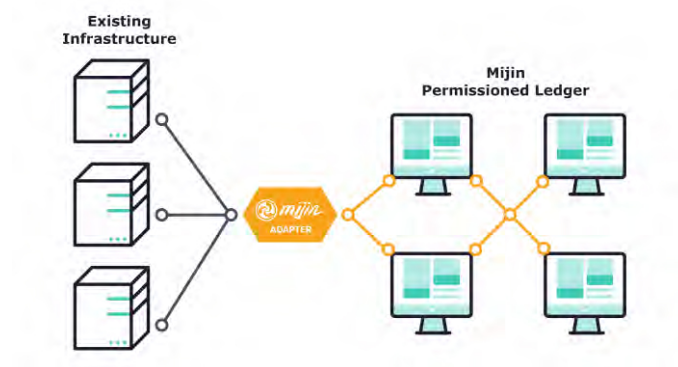 Existing
Infrastructure
Mijin
Permissioned Ledger
mijin
ADAPTER